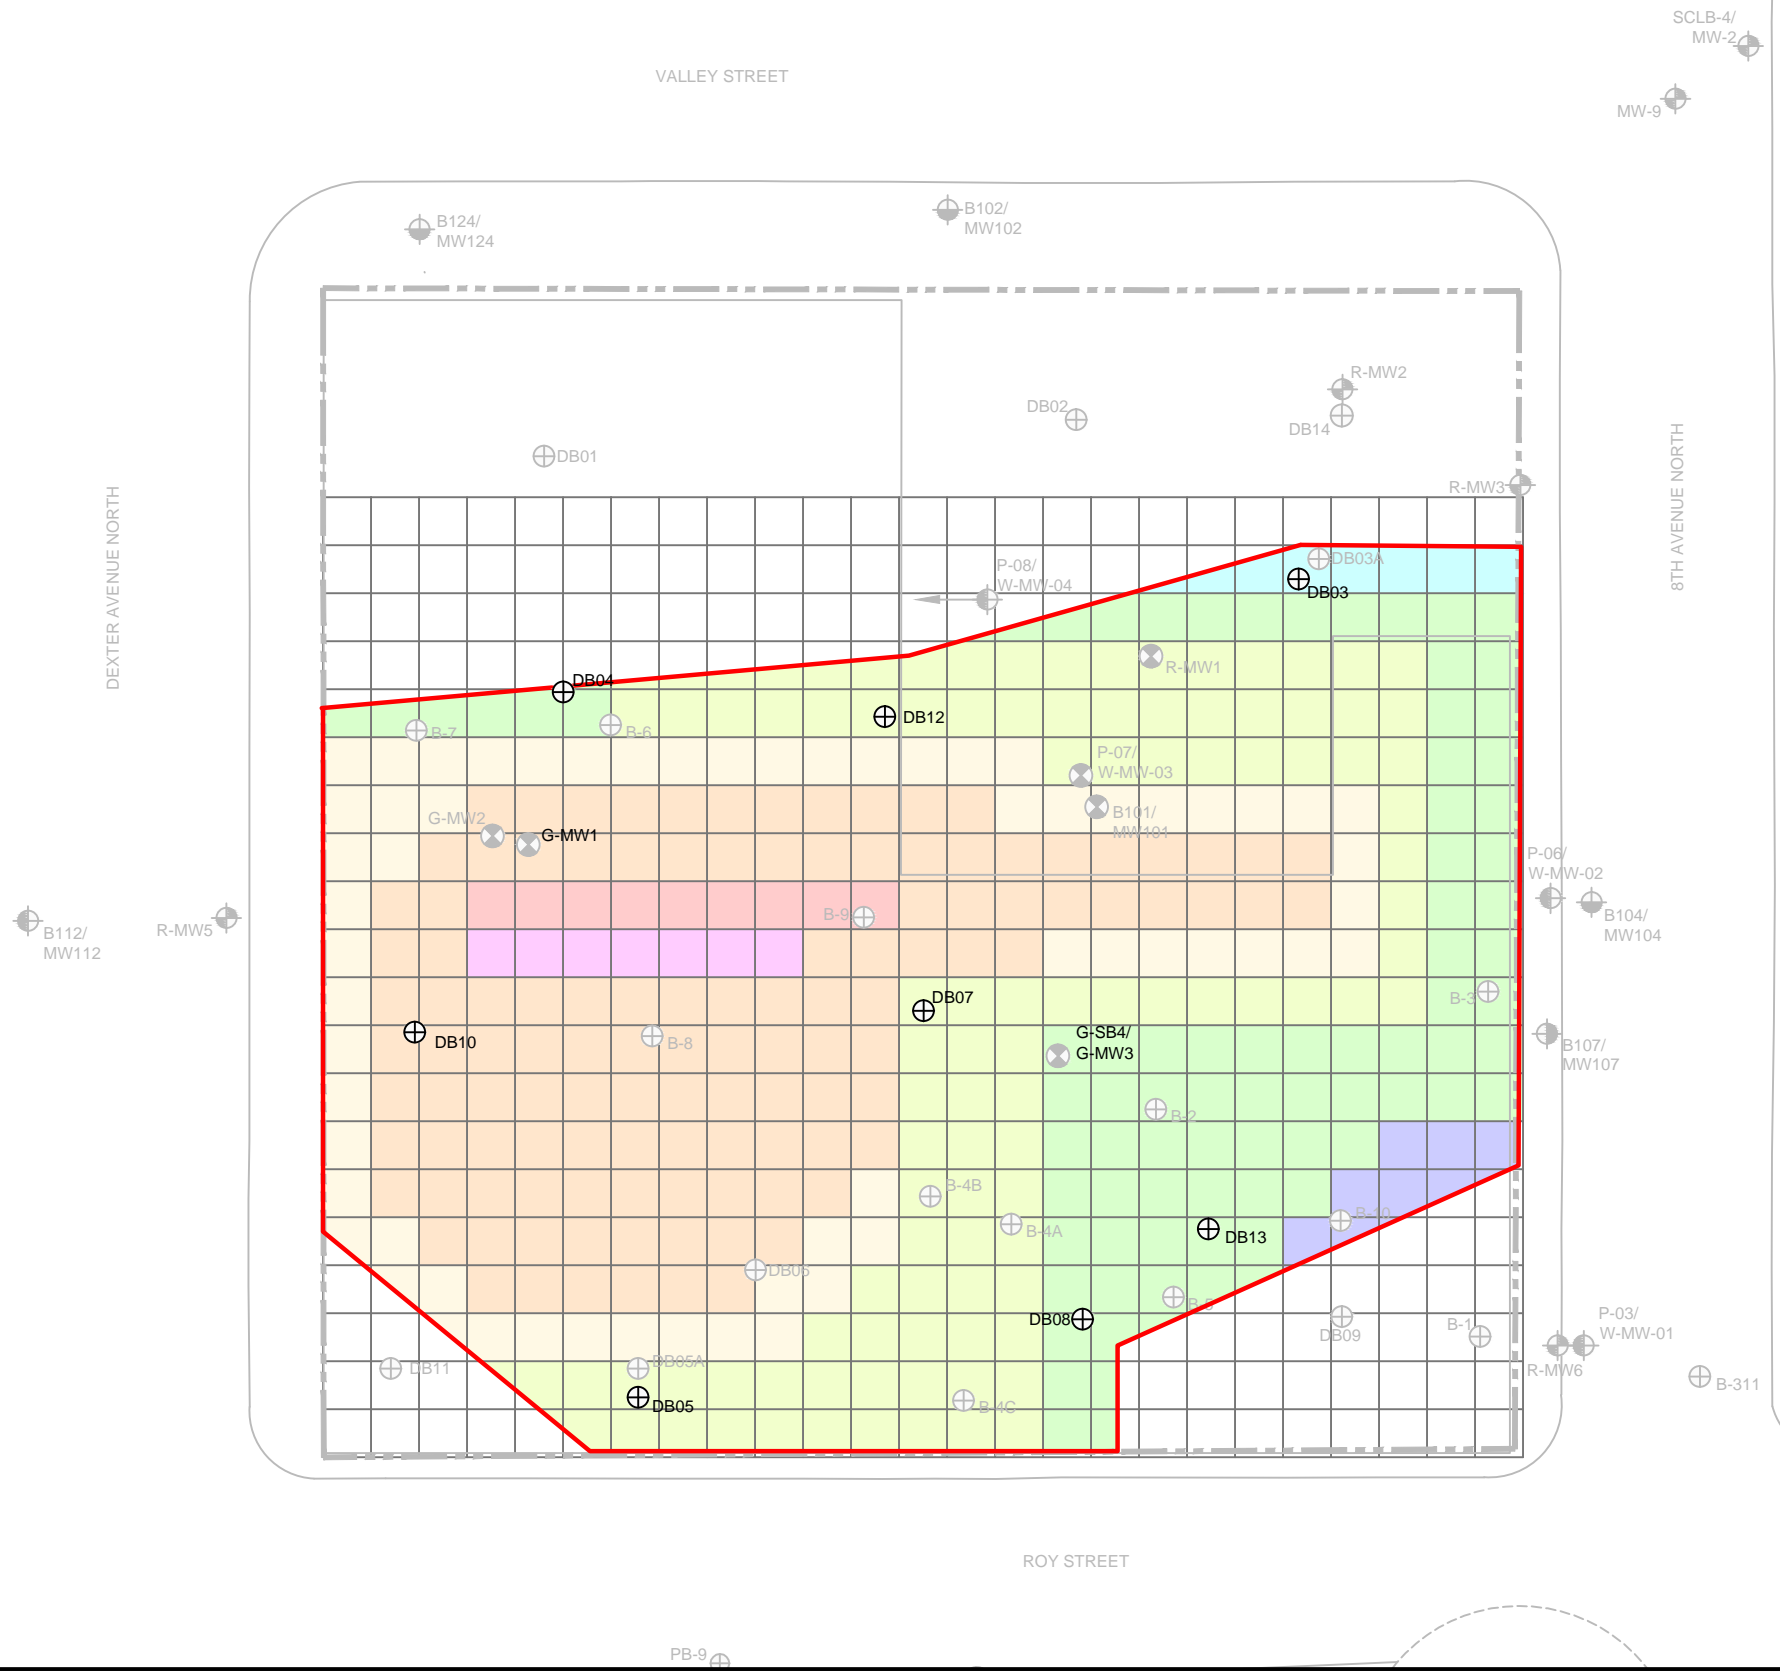 SCLB-4/
MW-2
VALLEY STREET
MW-9
B124/
MW124
B102/
MW102
R-MW2
DB02
DB14
DB01
R-MW3
DEXTER AVENUE NORTH
8TH AVENUE NORTH
P-08/
W-MW-04
DB03A
DB03
R-MW1
DB04
DB12
B-7
B-6
P-07/
W-MW-03
G-MW2
G-MW1
B101/
MW101
P-06/
W-MW-02
B-9
B104/
MW104
B112/
MW112
R-MW5
DB07
B-3
DB10
B-8
G-SB4/
G-MW3
B107/
MW107
B-2
B-4B
B-4A
B-10
DB13
DB06
B-5
DB08
DB09
B-1
P-03/
W-MW-01
R-MW6
B-311
DB11
DB05A
DB05
B-4C
ROY STREET
PB-9